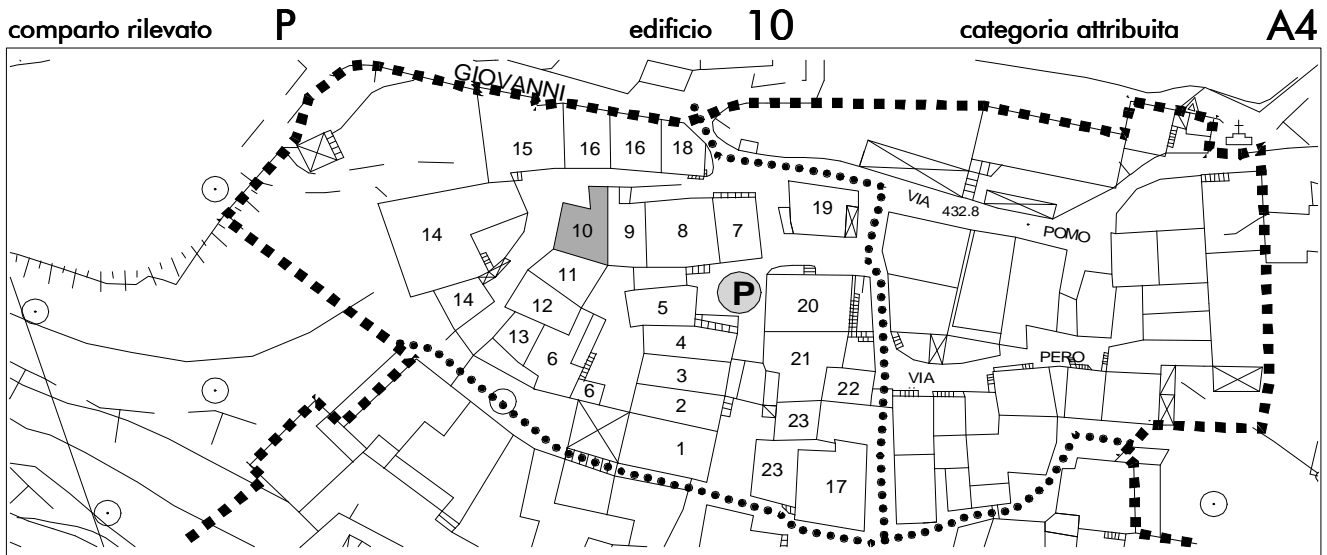 comparto rilevato P edificio 10 categoria attribuita A4
GIOVANNI
15 16 16 18
14 10 9 8 7 19 VIA 432.8 POMO
11
14 12 5 P 20
13 6 4 21 PERO
3 VIA
6 2 22
23
1
23 17